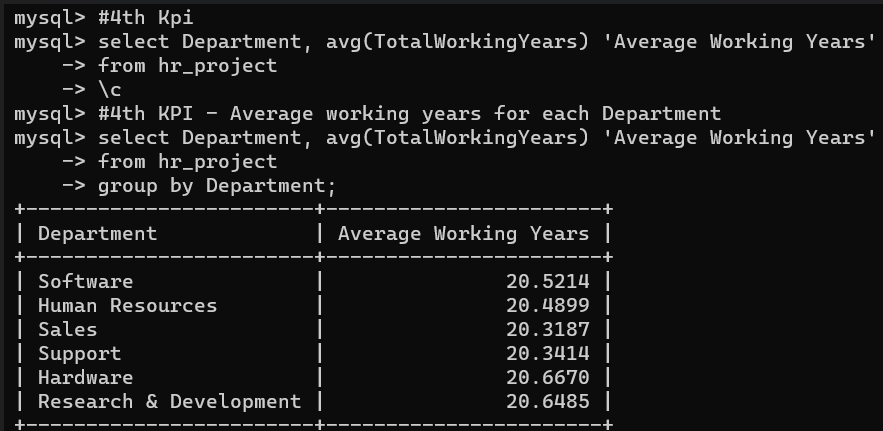 mysql> #4th Kpi
mysql> select Department, avg(TotalWorkingYears) 'Average Working Years'
    -> from hr_project
    -> \c
mysql> #4th KPI - Average working years for each Department
mysql> select Department, avg(TotalWorkingYears) 'Average Working Years'
    -> from hr_project
    -> group by Department;
+------------------------+-----------------------+
| Department             | Average Working Years |
+------------------------+-----------------------+
| Software               |               20.5214 |
| Human Resources        |               20.4899 |
| Sales                  |               20.3187 |
| Support                |               20.3414 |
| Hardware               |               20.6670 |
| Research & Development |               20.6485 |
+------------------------+-----------------------+